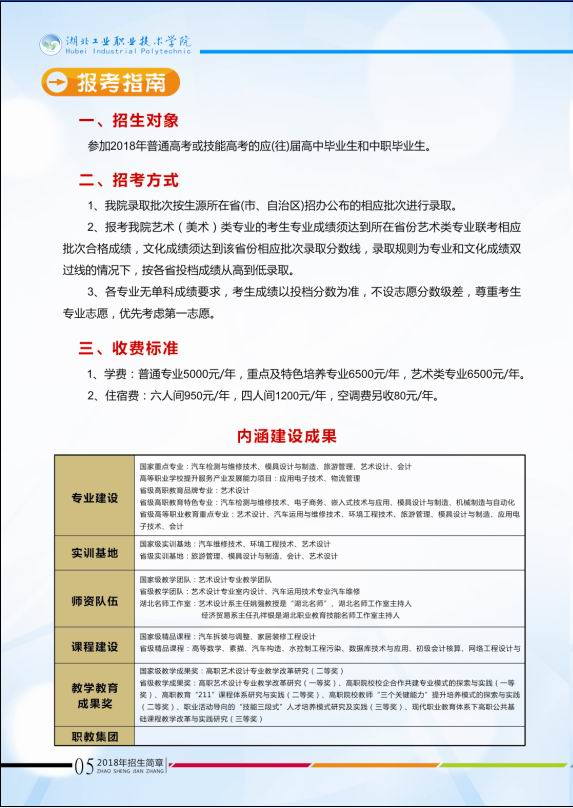 湖北工业职业技术学院
Hubei Industrial Polytechnic
报考指南
一、招生对象
参加2018年普通高考或技能高考的应(往)届高中毕业生和中职毕业生。
二、招考方式
1、我院录取批次按生源所在省(市、自治区)招办公布的相应批次进行录取。
2、报考我院艺术（美术）类专业的考生专业成绩须达到所在省份艺术类专业联考相应
批次合格成绩，文化成绩须达到该省份相应批次录取分数线，录取规则为专业和文化成绩双
过线的情况下，按各省投档成绩从高到低录取。
3、各专业无单科成绩要求，考生成绩以投档分数为准，不设志愿分数级差，尊重考生
专业志愿，优先考虑第一志愿。
三、收费标准
1、学费：普通专业5000元/年，重点及特色培养专业6500元/年，艺术类专业6500元/年。
2、住宿费：六人间950元/年，四人间1200元/年，空调费另收80元/年。
内涵建设成果
专业建设
国家重点专业：汽车检测与维修技术、模具设计与制造、旅游管理、艺术设计、会计
高等职业学校提升服务产业发展能力项目：应用电子技术、物流管理
省级高职教育品牌专业：艺术设计
省级高职教育特色专业：汽车检测与维修技术、电子商务、嵌入式技术与应用、模具设计与制造、机械制造与自动化
省级高等职业教育重点专业：艺术设计、汽车运用与维修技术、环境工程技术、旅游管理、模具设计与制造、应用电
子技术、会计
实训基地
国家级实训基地：汽车维修技术、环境工程技术、艺术设计
省级实训基地：旅游管理、模具设计与制造、会计、艺术设计
师资队伍
国家级教学团队：艺术设计专业教学团队
省级教学团队：艺术设计专业室内设计、汽车运用技术专业汽车维修
湖北名师工作室：艺术设计系主任姚强教授是“湖北名师”，湖北名师工作室主持人
经济贸易系主任孔祥银是湖北职业教育技能名师工作室主持人
课程建设
国家级精品课程：汽车拆装与调整、家居装修工程设计
省级精品课程：高等数学、素描、汽车构造、水控制工程污染、数据库技术与应用、初级会计核算、网络工程设计与
教学教育
成果奖
国家级教学成果奖：高职艺术设计专业教学改革研究（二等奖）
省级教学成果奖：高职艺术设计专业教学改革研究（一等奖）、高职院校校企合作共建专业模式的探索与实践（一等
奖）、高职教育“211”课程体系研究与实践（二等奖）、高职院校教师“三个关键能力”提升培养模式的探索与实践
（二等奖）、职业活动导向的“技能三段式”人才培养模式研究及实践（三等奖）、现代职业教育体系下高职公共基
础课程教学改革与实践研究（三等奖）
职教集团
05
2018年招生简章
ZHAO SHENG JIAN ZHANG